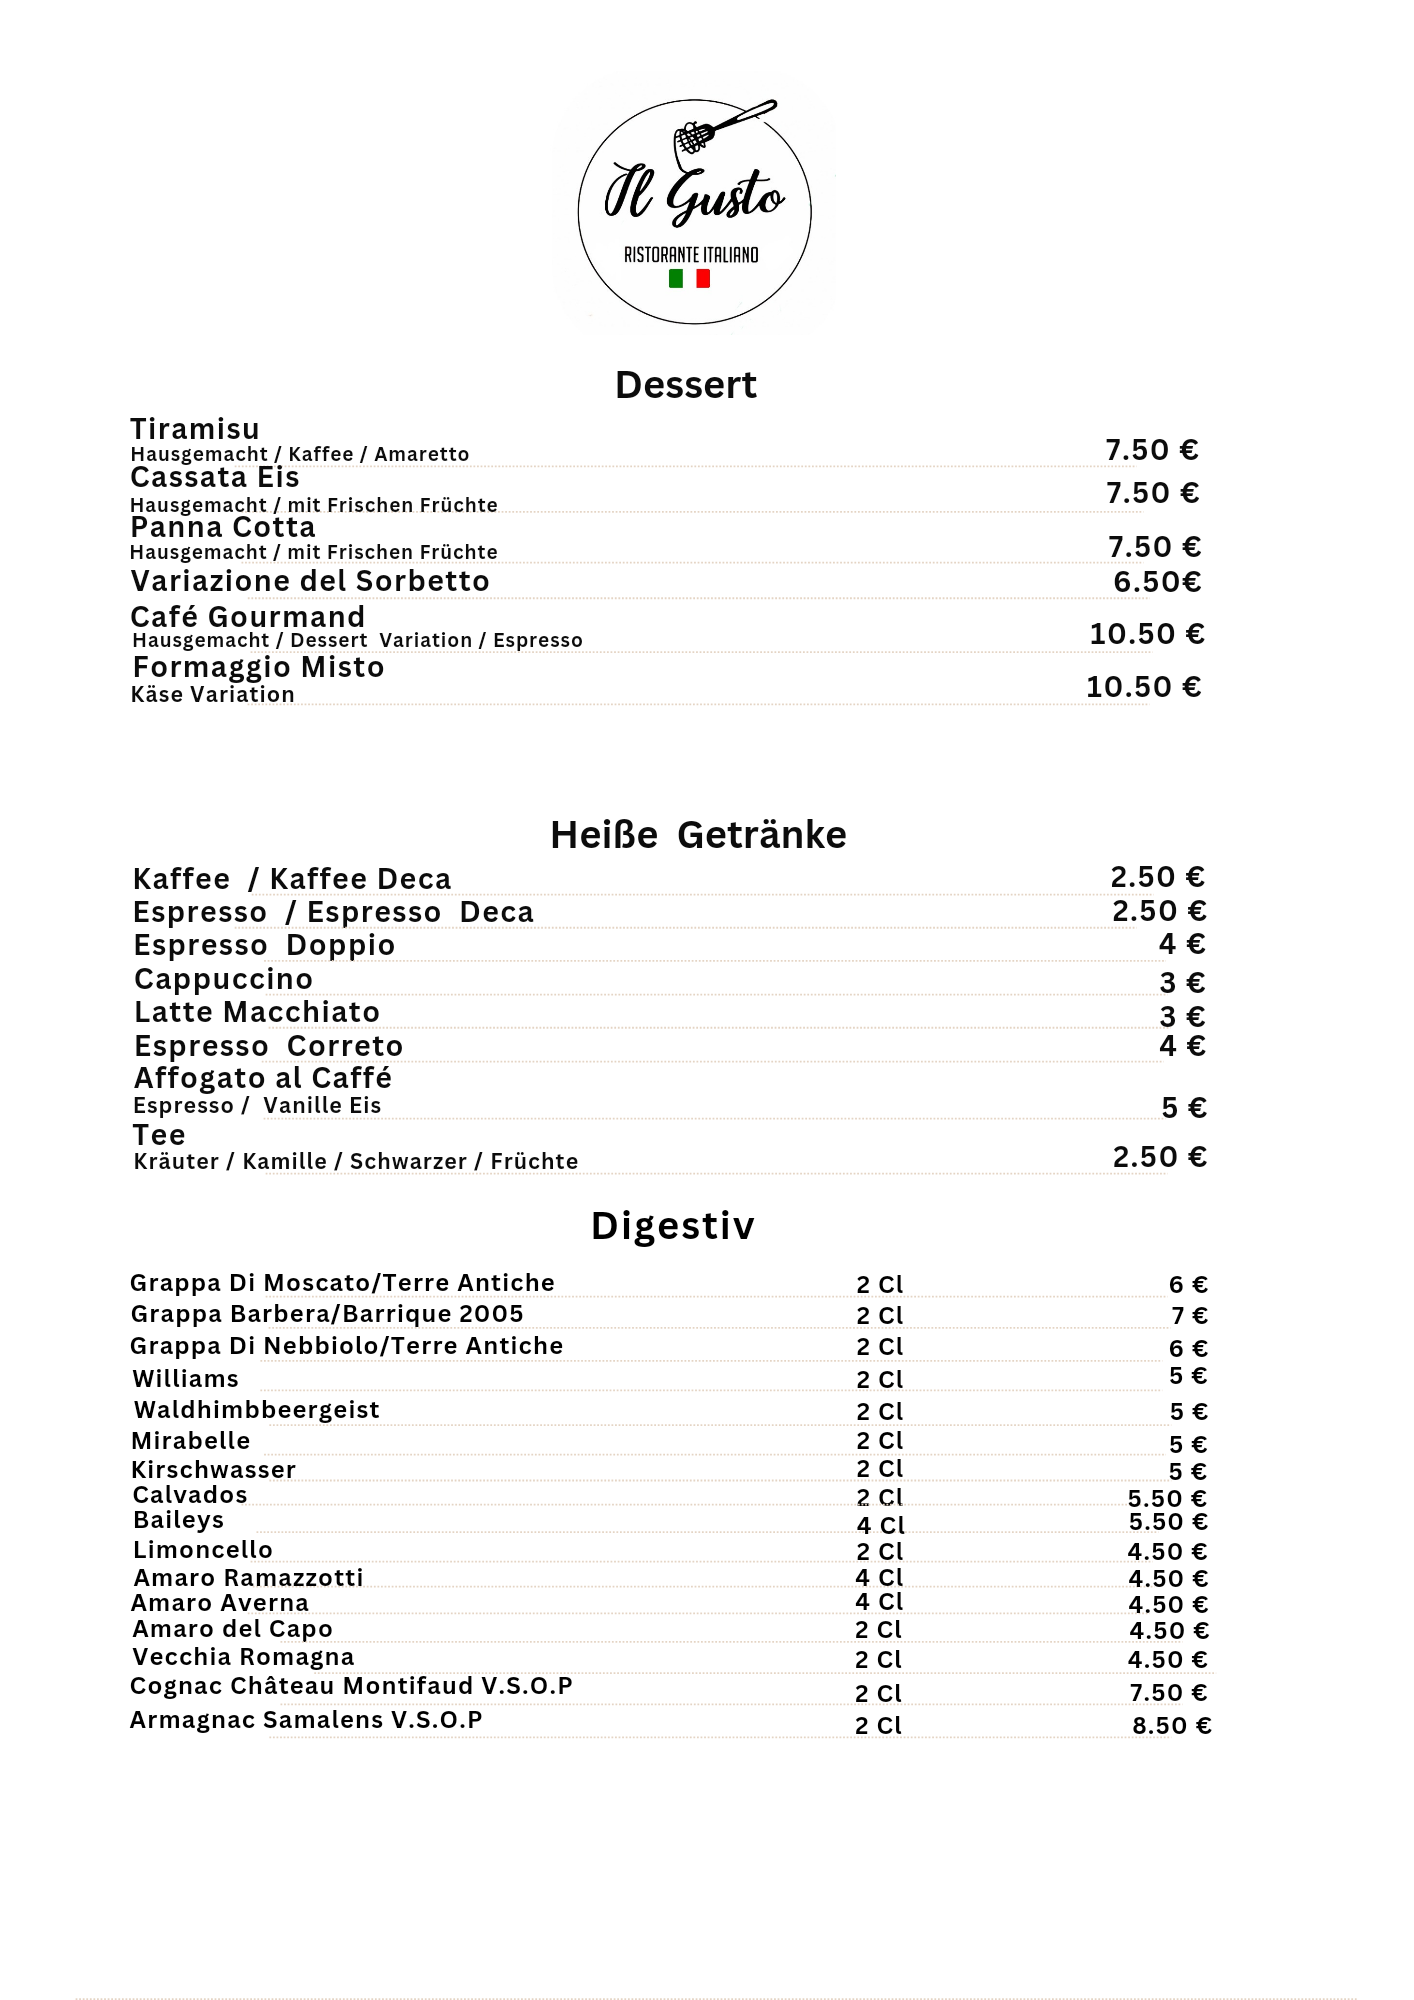 Il Gusto
RISTORANTE ITALIANO
Dessert
Tiramisu
Hausgemacht / Kaffee / Amaretto 7.50 €
Cassata Eis
Hausgemacht / mit Frischen Früchte 7.50 €
Panna Cotta
Hausgemacht / mit Frischen Früchte 7.50 €
Variazione del Sorbetto 6.50€
Café Gourmand
Hausgemacht / Dessert Variation / Espresso 10.50 €
Formaggio Misto
Käse Variation 10.50 €
Heiße Getränke
Kaffee / Kaffee Deca 2.50 €
Espresso / Espresso Deca 2.50 €
Espresso Doppio 4 €
Cappuccino 3 €
Latte Macchiato 3 €
Espresso Correto 4 €
Affogato al Caffé
Espresso / Vanille Eis 5 €
Tee
Kräuter / Kamille / Schwarzer / Früchte 2.50 €
Digestiv
Grappa Di Moscato/Terre Antiche 2 Cl 6 €
Grappa Barbera/Barrique 2005 2 Cl 7 €
Grappa Di Nebbiolo/Terre Antiche 2 Cl 6 €
Williams 2 Cl 5 €
Waldhimbbeergeist 2 Cl 5 €
Mirabelle 2 Cl 5 €
Kirschwasser 2 Cl 5 €
Calvados 2 Cl 5.50 €
Baileys 4 Cl 5.50 €
Limoncello 2 Cl 4.50 €
Amaro Ramazzotti 4 Cl 4.50 €
Amaro Averna 4 Cl 4.50 €
Amaro del Capo 2 Cl 4.50 €
Vecchia Romagna 2 Cl 4.50 €
Cognac Château Montifaud V.S.O.P 2 Cl 7.50 €
Armagnac Samalens V.S.O.P 2 Cl 8.50 €